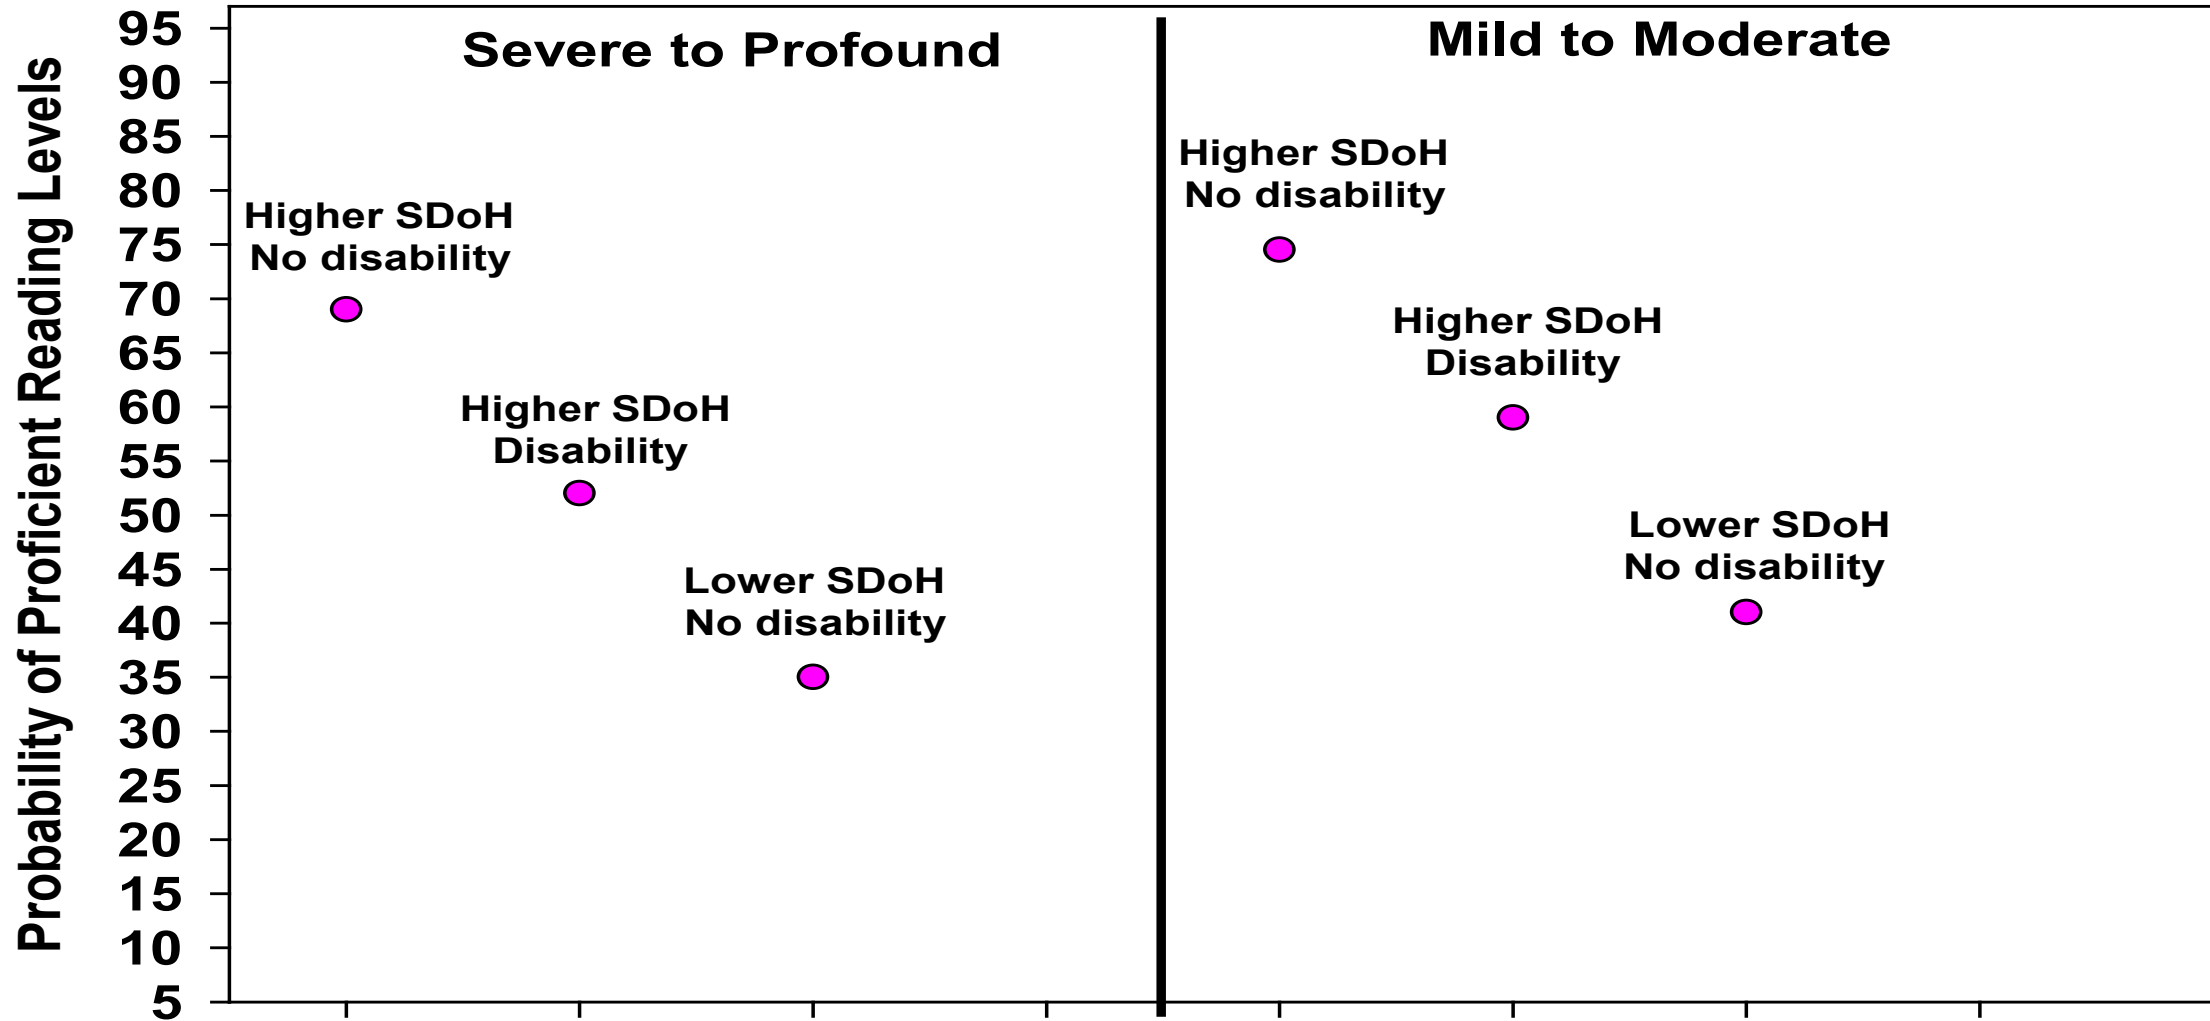 Probability of Proficient Reading Levels
95
90
85
80
75
70
65
60
55
50
45
40
35
30
25
20
15
10
5
Severe to Profound
Higher SDoH
No disability
Higher SDoH
Disability
Lower SDoH
No disability
Mild to Moderate
Higher SDoH
No disability
Higher SDoH
Disability
Lower SDoH
No disability